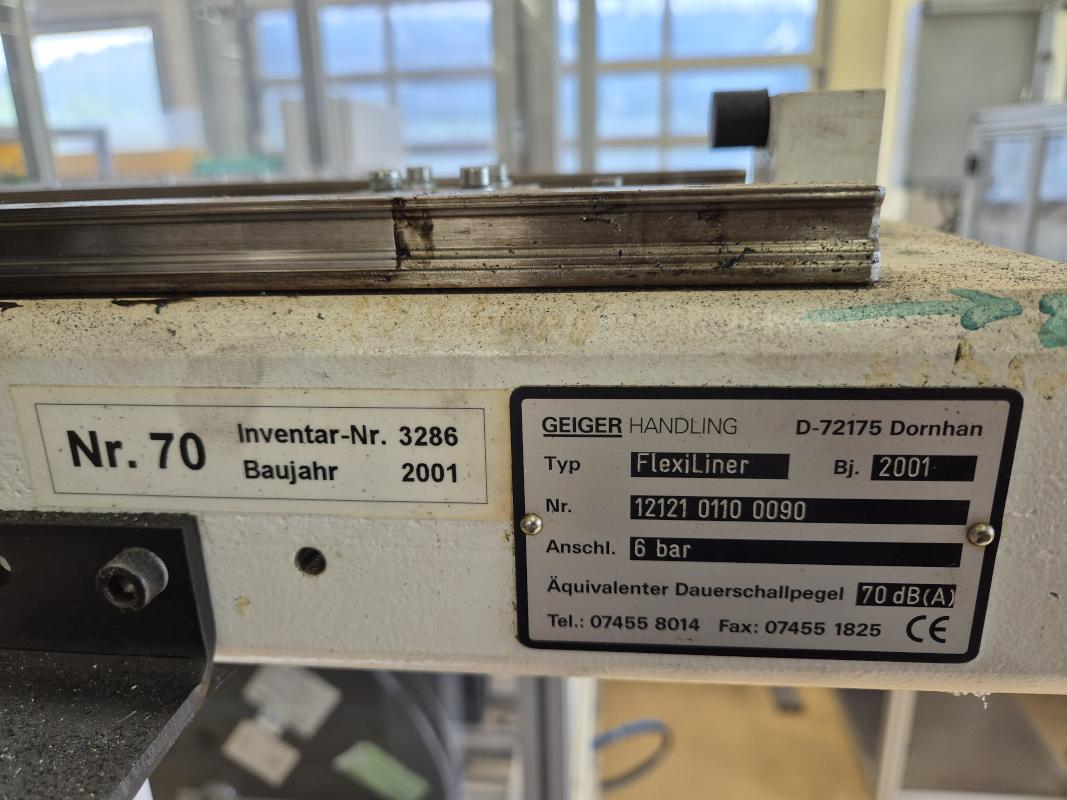 Nr. 70
Inventar-Nr. 3286
Baujahr 2001
GEIGER HANDLING D-72175 Dornhan
Typ FlexiLiner Bj. 2001
Nr. 12121 0110 0090
Anschl. 6 bar
Äquivalenter Dauerschallpegel 70 dB(A)
Tel.: 07455 8014 Fax: 07455 1825 CE